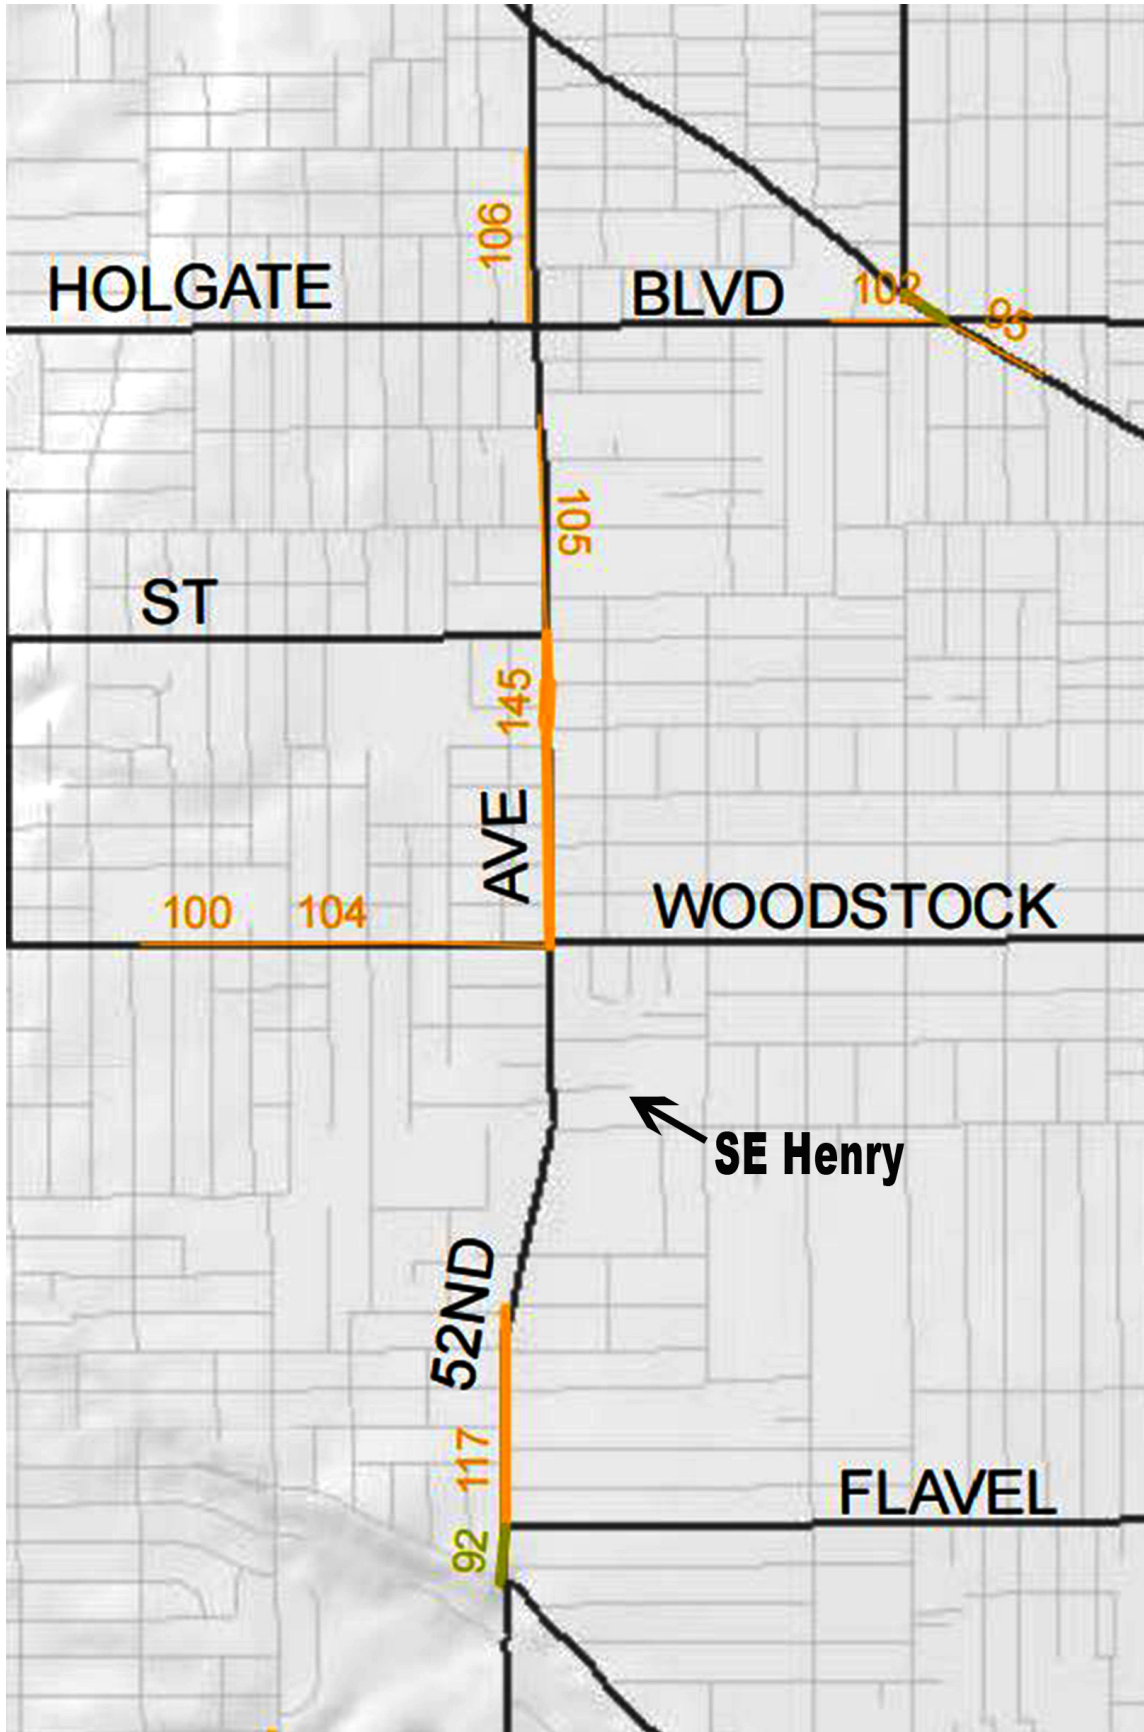 106
HOLGATE BLVD
102
95
105
ST
145
AVE
100 104
WOODSTOCK
SE Henry
52ND
117
FLAVEL
92